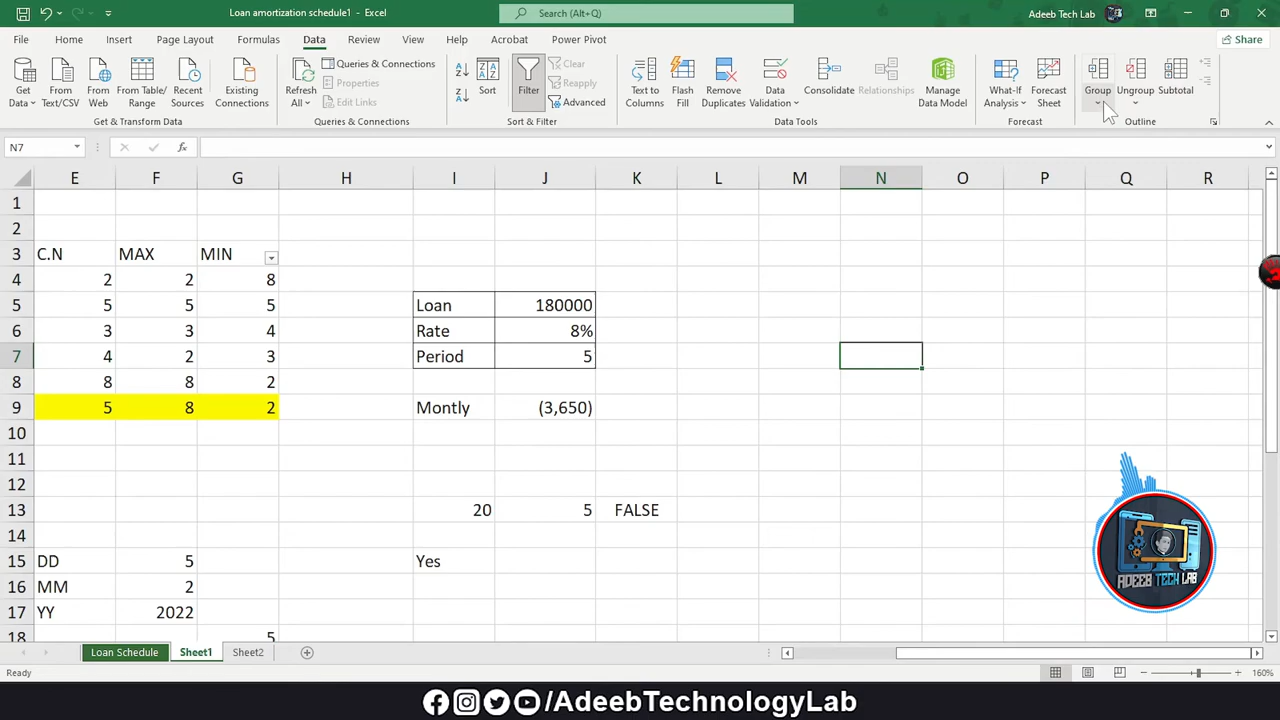 Loan amortization schedule1 - Excel
Search (Alt+Q)
Adeeb Tech Lab
File Home Insert Page Layout Formulas Data Review View Help Acrobat Power Pivot
Share
Get Data
From Text/CSV
From Web
From Table/ Range
Recent Sources
Existing Connections
Get & Transform Data
Refresh All
Queries & Connections
Properties
Edit Links
Queries & Connections
Sort
Filter
Clear
Reapply
Advanced
Sort & Filter
Text to Columns
Flash Fill
Remove Duplicates
Data Validation
Consolidate
Relationships
Manage Data Model
Data Tools
What-If Analysis
Forecast Sheet
Forecast
Group
Ungroup
Subtotal
Outline
N7
fx
E F G H I J K L M N O P Q R
1
2
3 C.N MAX MIN
4 2 2 8
5 5 5 5 Loan 180000
6 3 3 4 Rate 8%
7 4 2 3 Period 5
8 8 8 2
9 5 8 2 Montly (3,650)
10
11
12
13 20 5 FALSE
14
15 DD 5 Yes
16 MM 2
17 YY 2022
18 5
ADEEB TECH LAB
Loan Schedule Sheet1 Sheet2
Ready
160%
/AdeebTechnologyLab